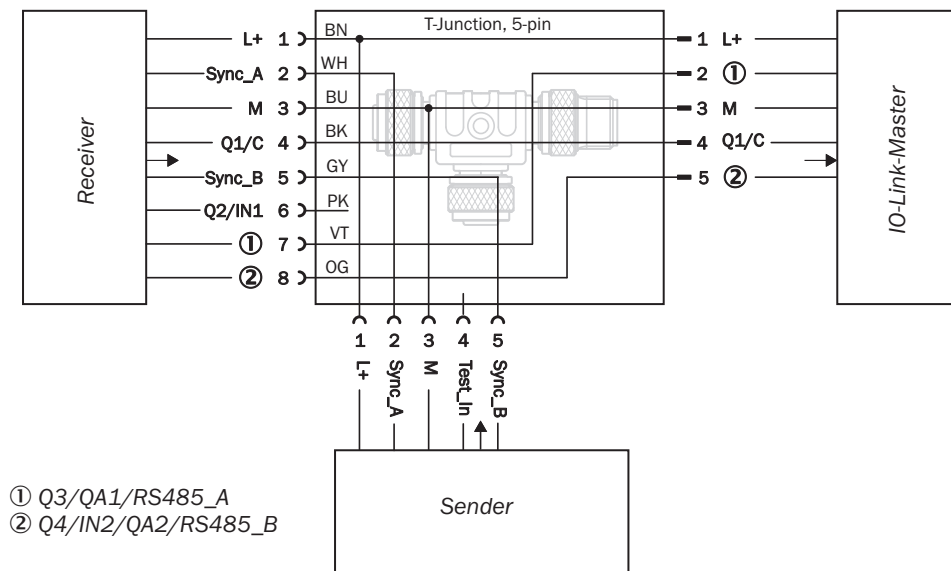 T-Junction, 5-pin
L+ 1 BN 1 L+
Sync_A 2 WH 2 ①
M 3 BU 3 M
Q1/C 4 BK 4 Q1/C
Sync_B 5 GY 5 ②
Q2/IN1 6 PK
① 7 VT
② 8 OG
Receiver
IO-Link-Master
1 2 3 4 5
L+ Sync_A M Test_In Sync_B
Sender
① Q3/QA1/RS485_A
② Q4/IN2/QA2/RS485_B